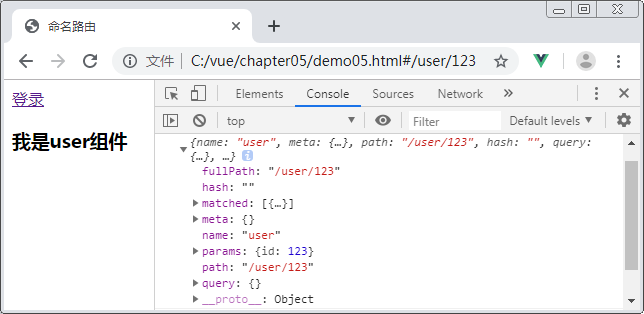 命名路由
文件 C:/vue/chapter05/demo05.html#/user/123
登录
我是user组件
Elements Console Sources Network
top Filter Default levels
{name: "user", meta: {…}, path: "/user/123", hash: "", query:
{…}, …} i
fullPath: "/user/123"
hash: ""
matched: [{…}]
meta: {}
name: "user"
params: {id: 123}
path: "/user/123"
query: {}
__proto__: Object